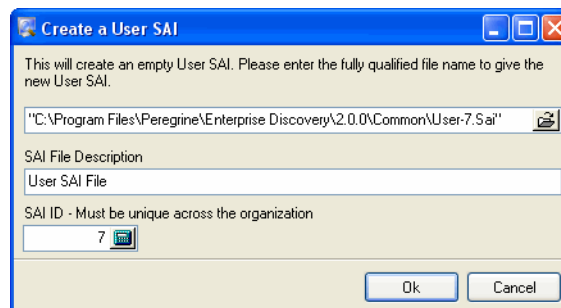 Create a User SAI
This will create an empty User SAI. Please enter the fully qualified file name to give the
new User SAI.
"C:\Program Files\Peregrine\Enterprise Discovery\2.0.0\Common\User-7.Sai"
SAI File Description
User SAI File
SAI ID - Must be unique across the organization
7
Ok Cancel